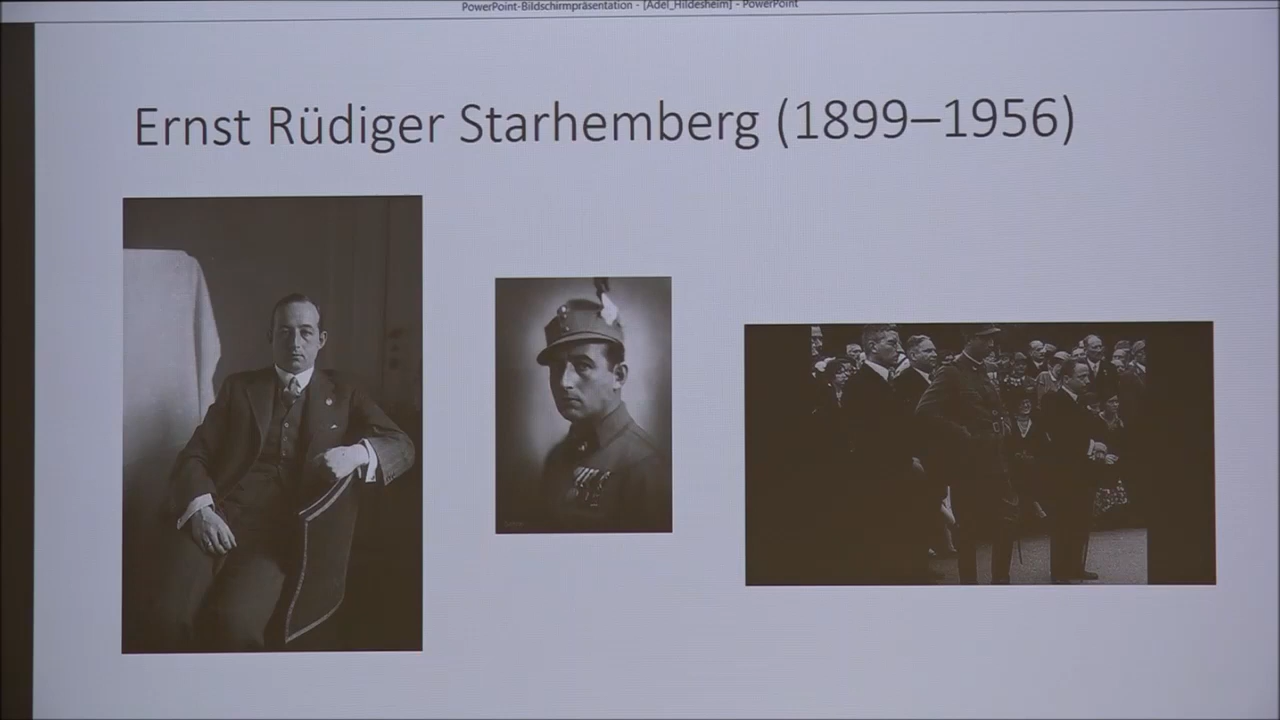 PowerPoint-Bildschirmpräsentation - [Adel_Hildesheim] - PowerPoint
Ernst Rüdiger Starhemberg (1899–1956)